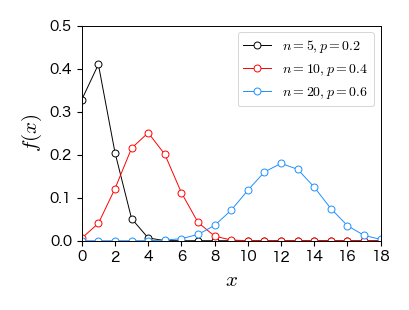 0.5
n = 5, p = 0.2
n = 10, p = 0.4
n = 20, p = 0.6
0.4
0.3
f(x)
0.2
0.1
0.0
0 2 4 6 8 10 12 14 16 18
x